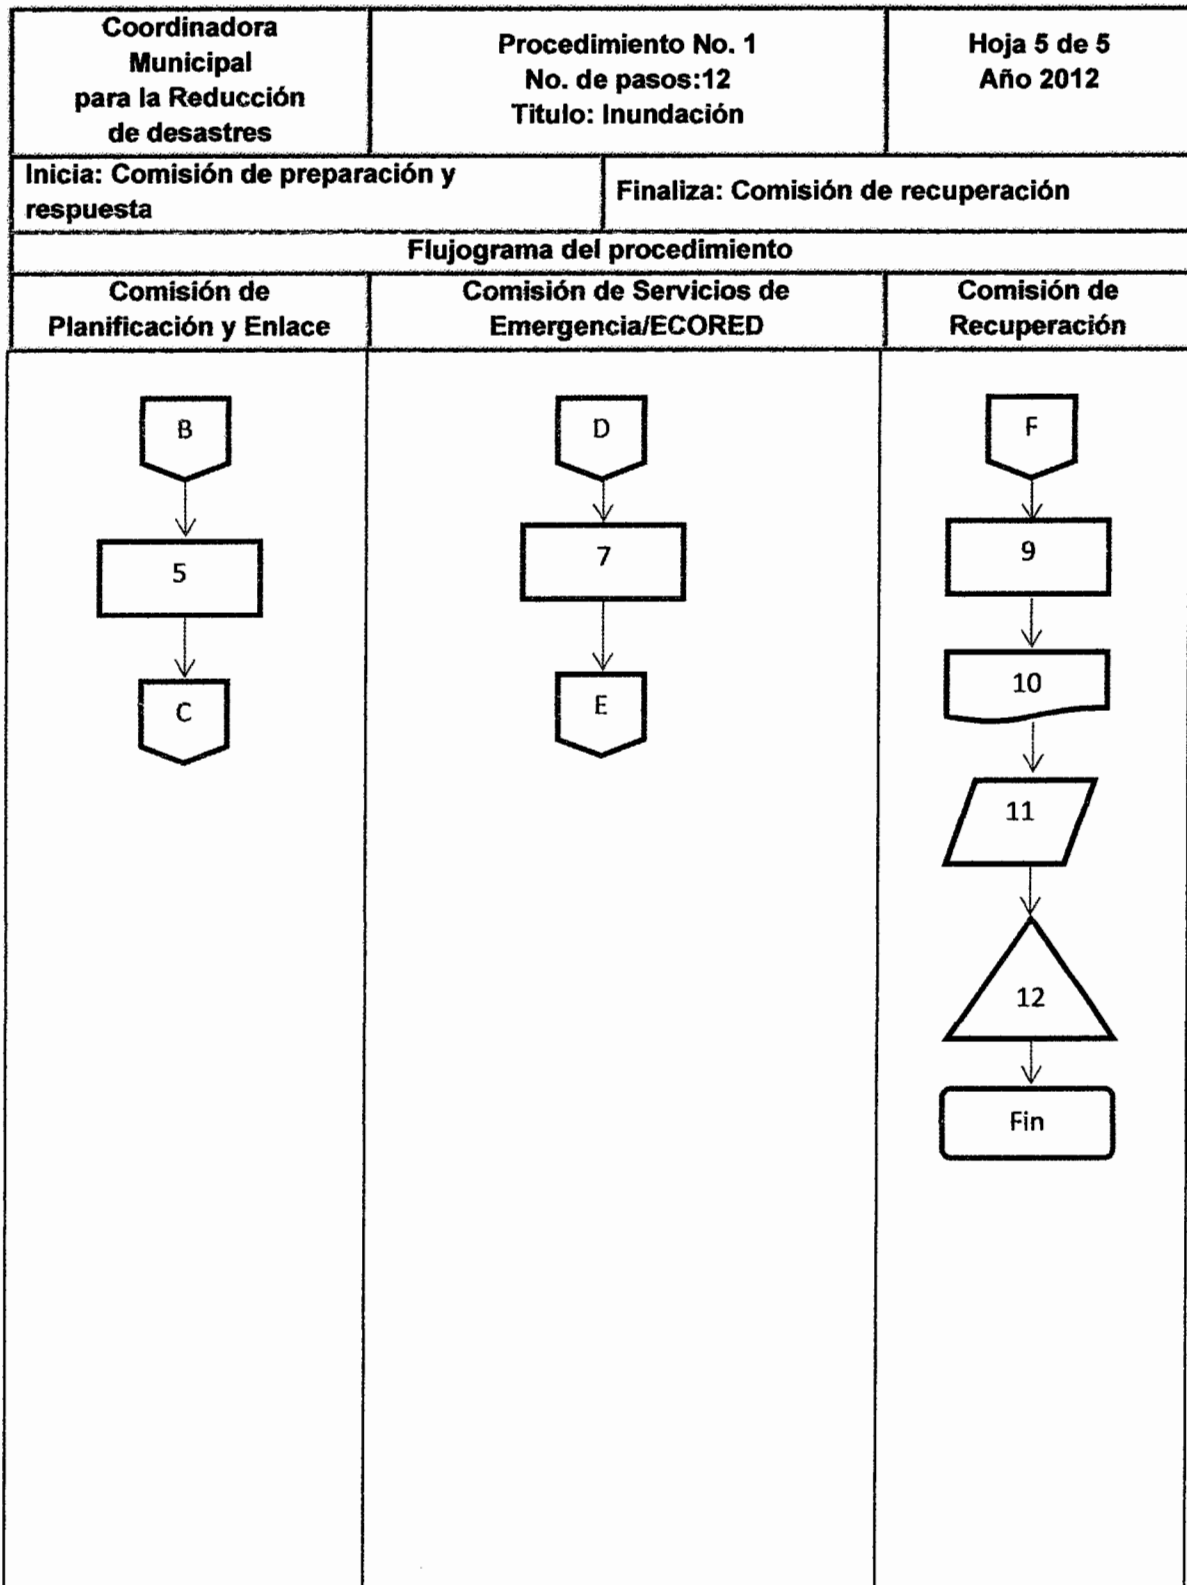 Coordinadora
Municipal
para la Reducción
de desastres
Procedimiento No. 1
No. de pasos:12
Titulo: Inundación
Hoja 5 de 5
Año 2012
Inicia: Comisión de preparación y
respuesta
Finaliza: Comisión de recuperación
Flujograma del procedimiento
Comisión de
Planificación y Enlace
Comisión de Servicios de
Emergencia/ECORED
Comisión de
Recuperación
B
5
C
D
7
E
F
9
10
11
12
Fin